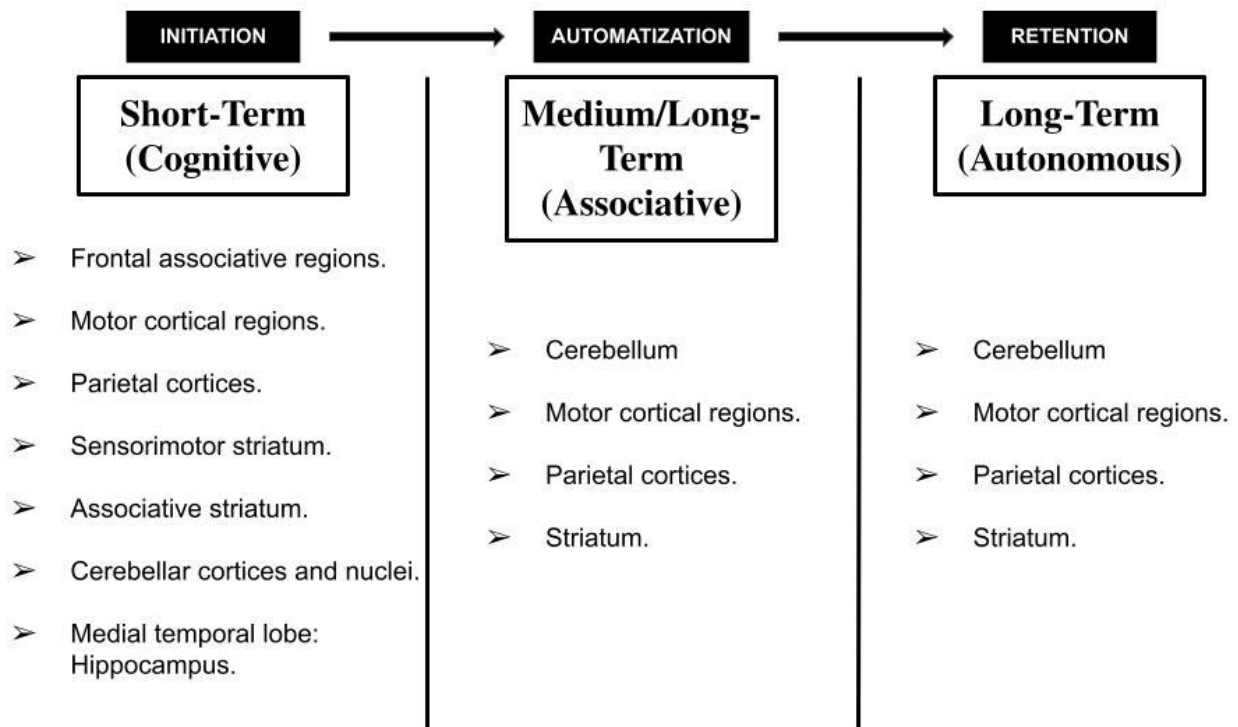 INITIATION
AUTOMATIZATION
RETENTION
Short-Term
(Cognitive)
➢ Frontal associative regions.
➢ Motor cortical regions.
➢ Parietal cortices.
➢ Sensorimotor striatum.
➢ Associative striatum.
➢ Cerebellar cortices and nuclei.
➢ Medial temporal lobe:
Hippocampus.
Medium/Long-
Term
(Associative)
➢ Cerebellum
➢ Motor cortical regions.
➢ Parietal cortices.
➢ Striatum.
Long-Term
(Autonomous)
➢ Cerebellum
➢ Motor cortical regions.
➢ Parietal cortices.
➢ Striatum.